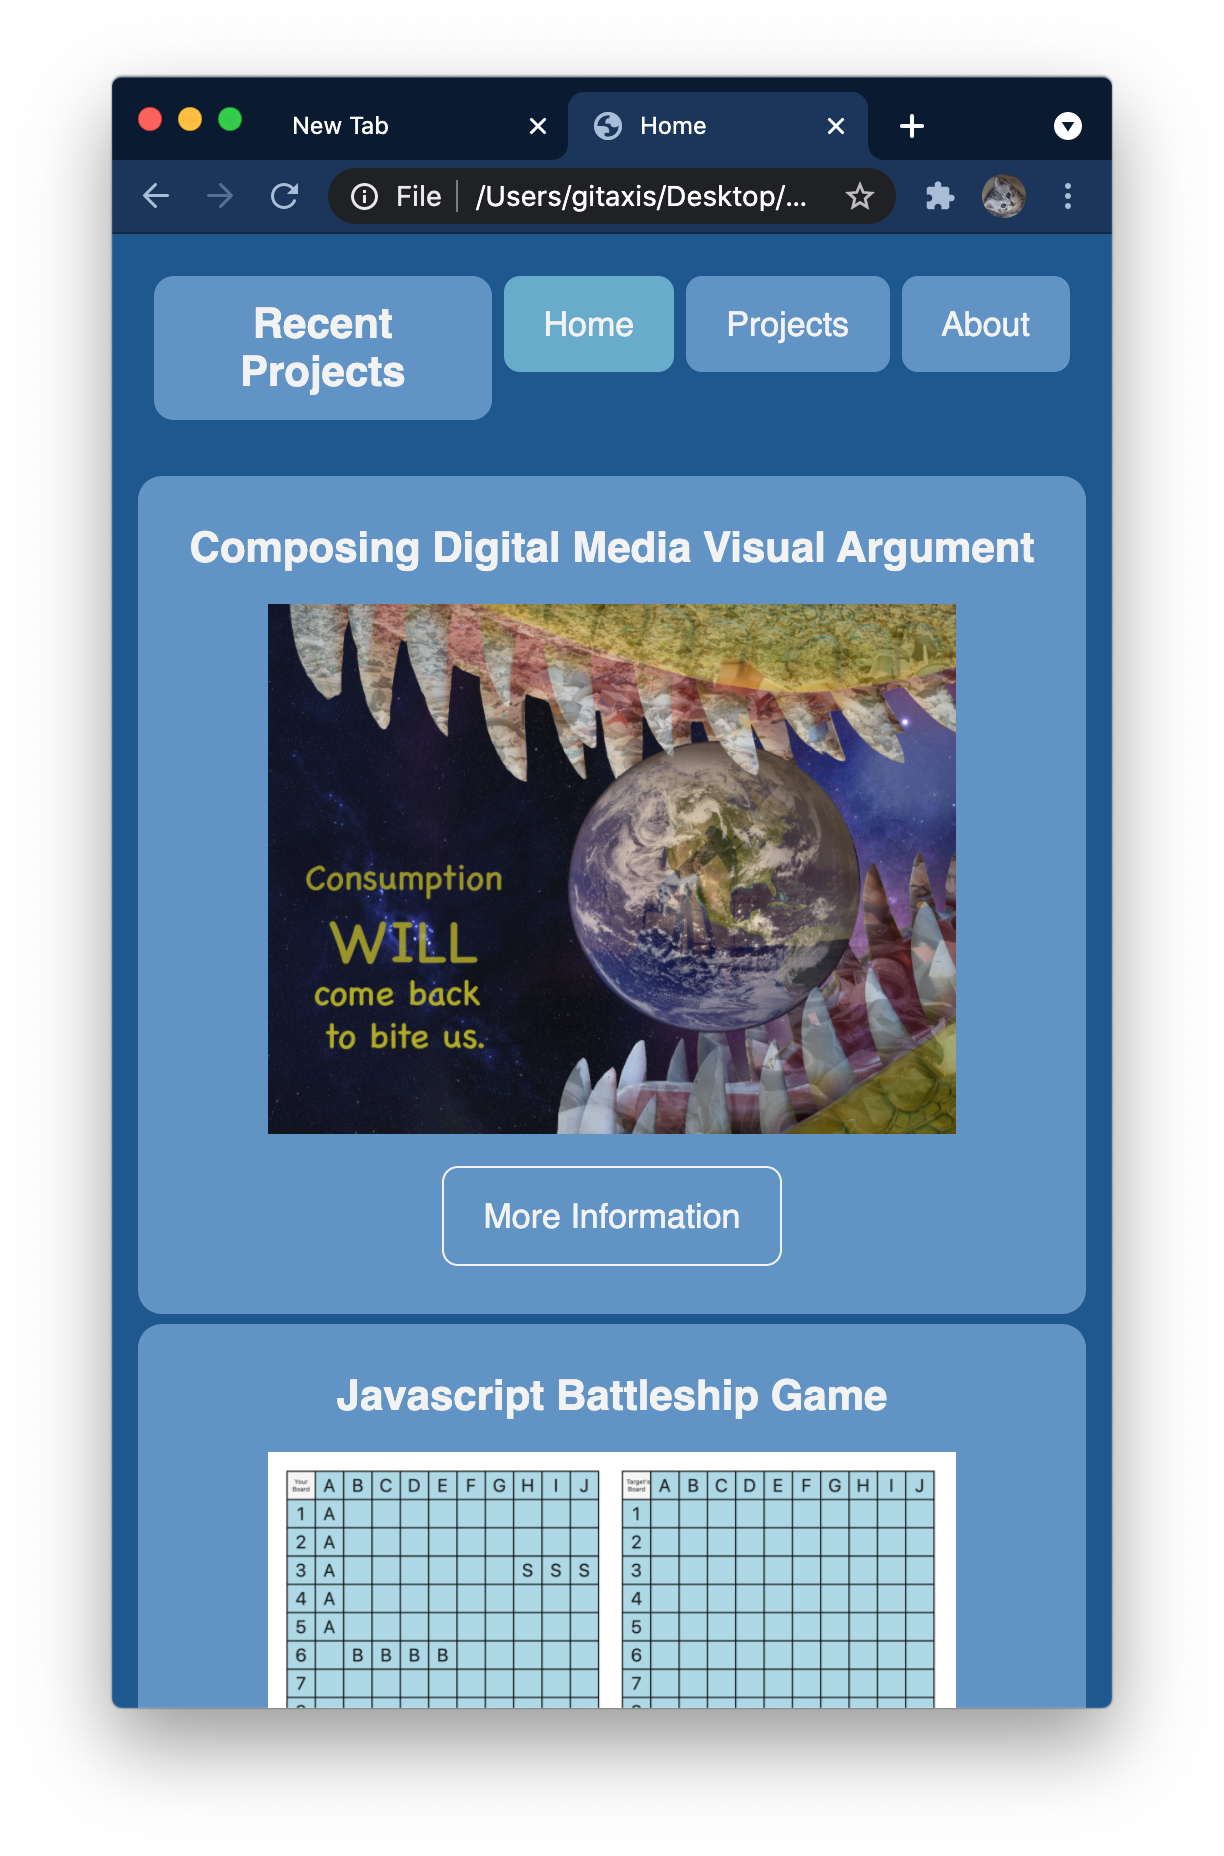 New Tab
Home
File
/Users/gitaxis/Desktop/...
Recent
Projects
Home
Projects
About
Composing Digital Media Visual Argument
Consumption
WILL
come back
to bite us.
More Information
Javascript Battleship Game
Your Board A B C D E F G H I J
1 A
2 A
3 A S S S
4 A
5 A
6 B B B B
7
Target's Board A B C D E F G H I J
1
2
3
4
5
6
7